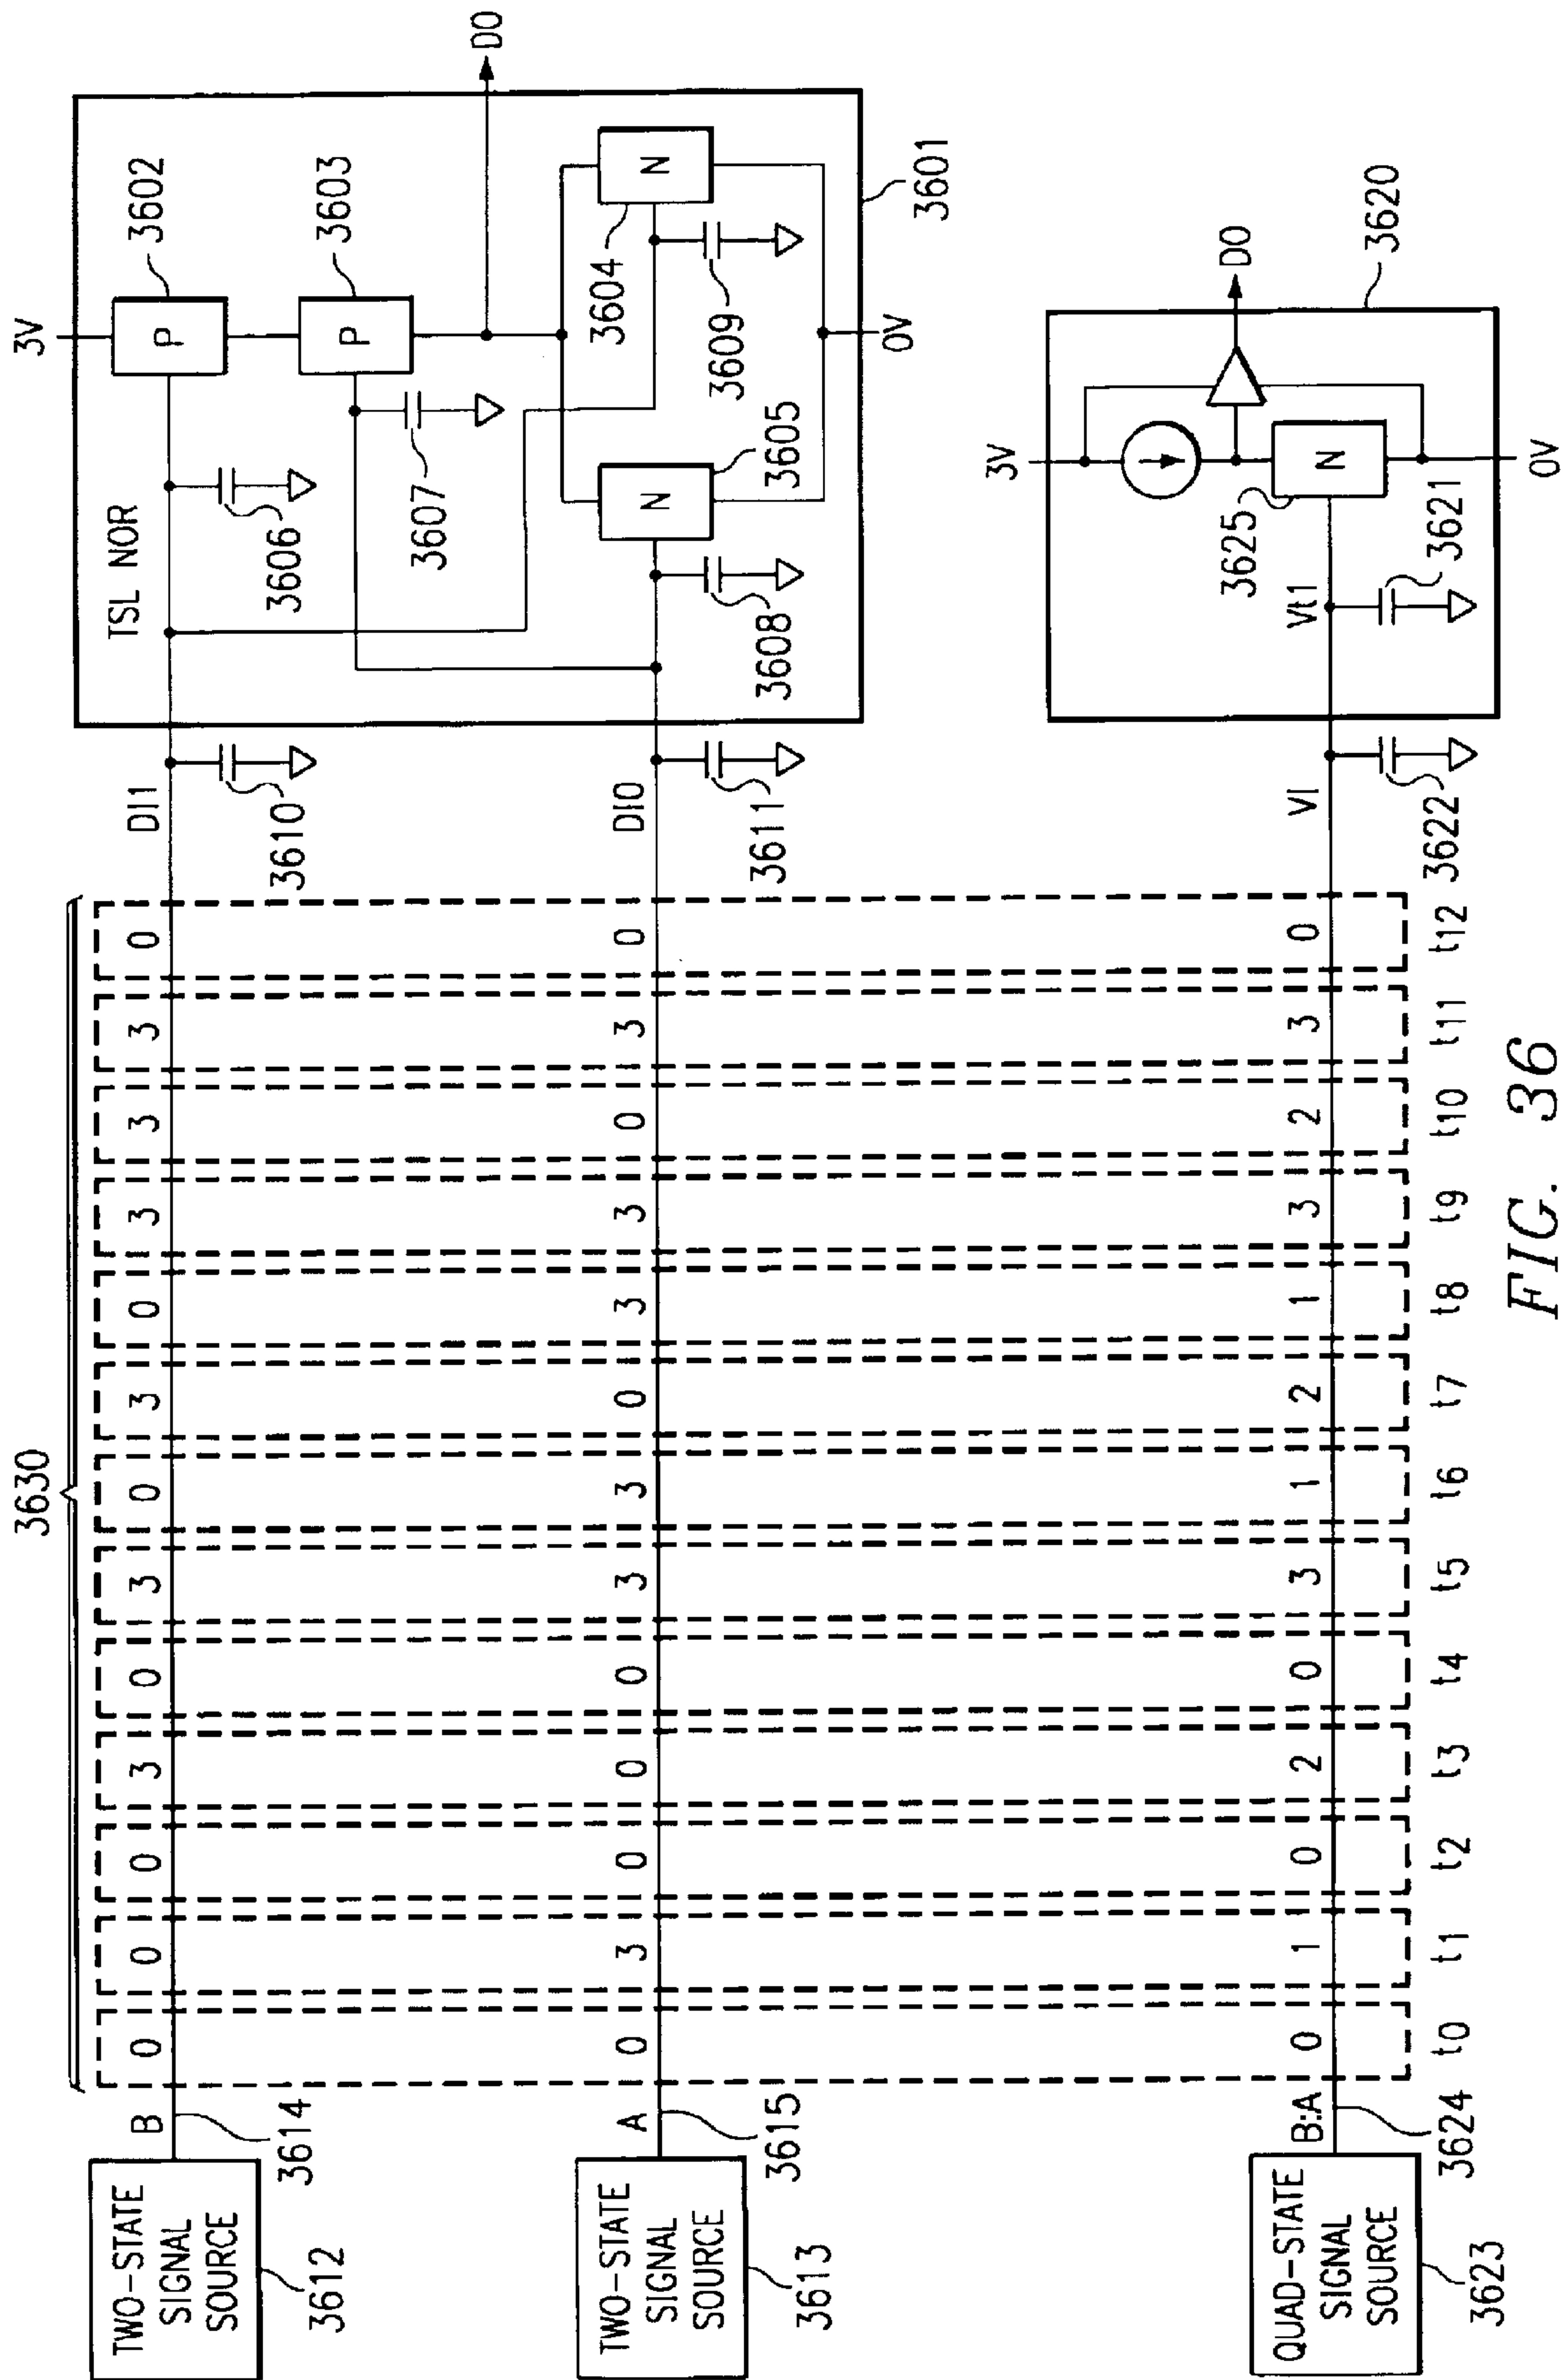 3630
TWO-STATE
SIGNAL
SOURCE
3612
B
3614
0 0 0 3 0 3 0 3 0 3 3 3 0
DI1
3610
TSL NOR
3606
3V
P
3602
P
3603
3607
DO
N
3604
3609
N
3605
3608
0V
3601
TWO-STATE
SIGNAL
SOURCE
3613
A
3615
0 3 0 0 0 3 3 0 3 3 0 3 0
DI0
3611
QUAD-STATE
SIGNAL
SOURCE
3623
B:A
3624
0 1 0 2 0 3 1 2 1 3 2 3 0
VI
3622
Vt1
3621
3V
N
3625
DO
0V
3620
t0 t1 t2 t3 t4 t5 t6 t7 t8 t9 t10 t11 t12
FIG. 36